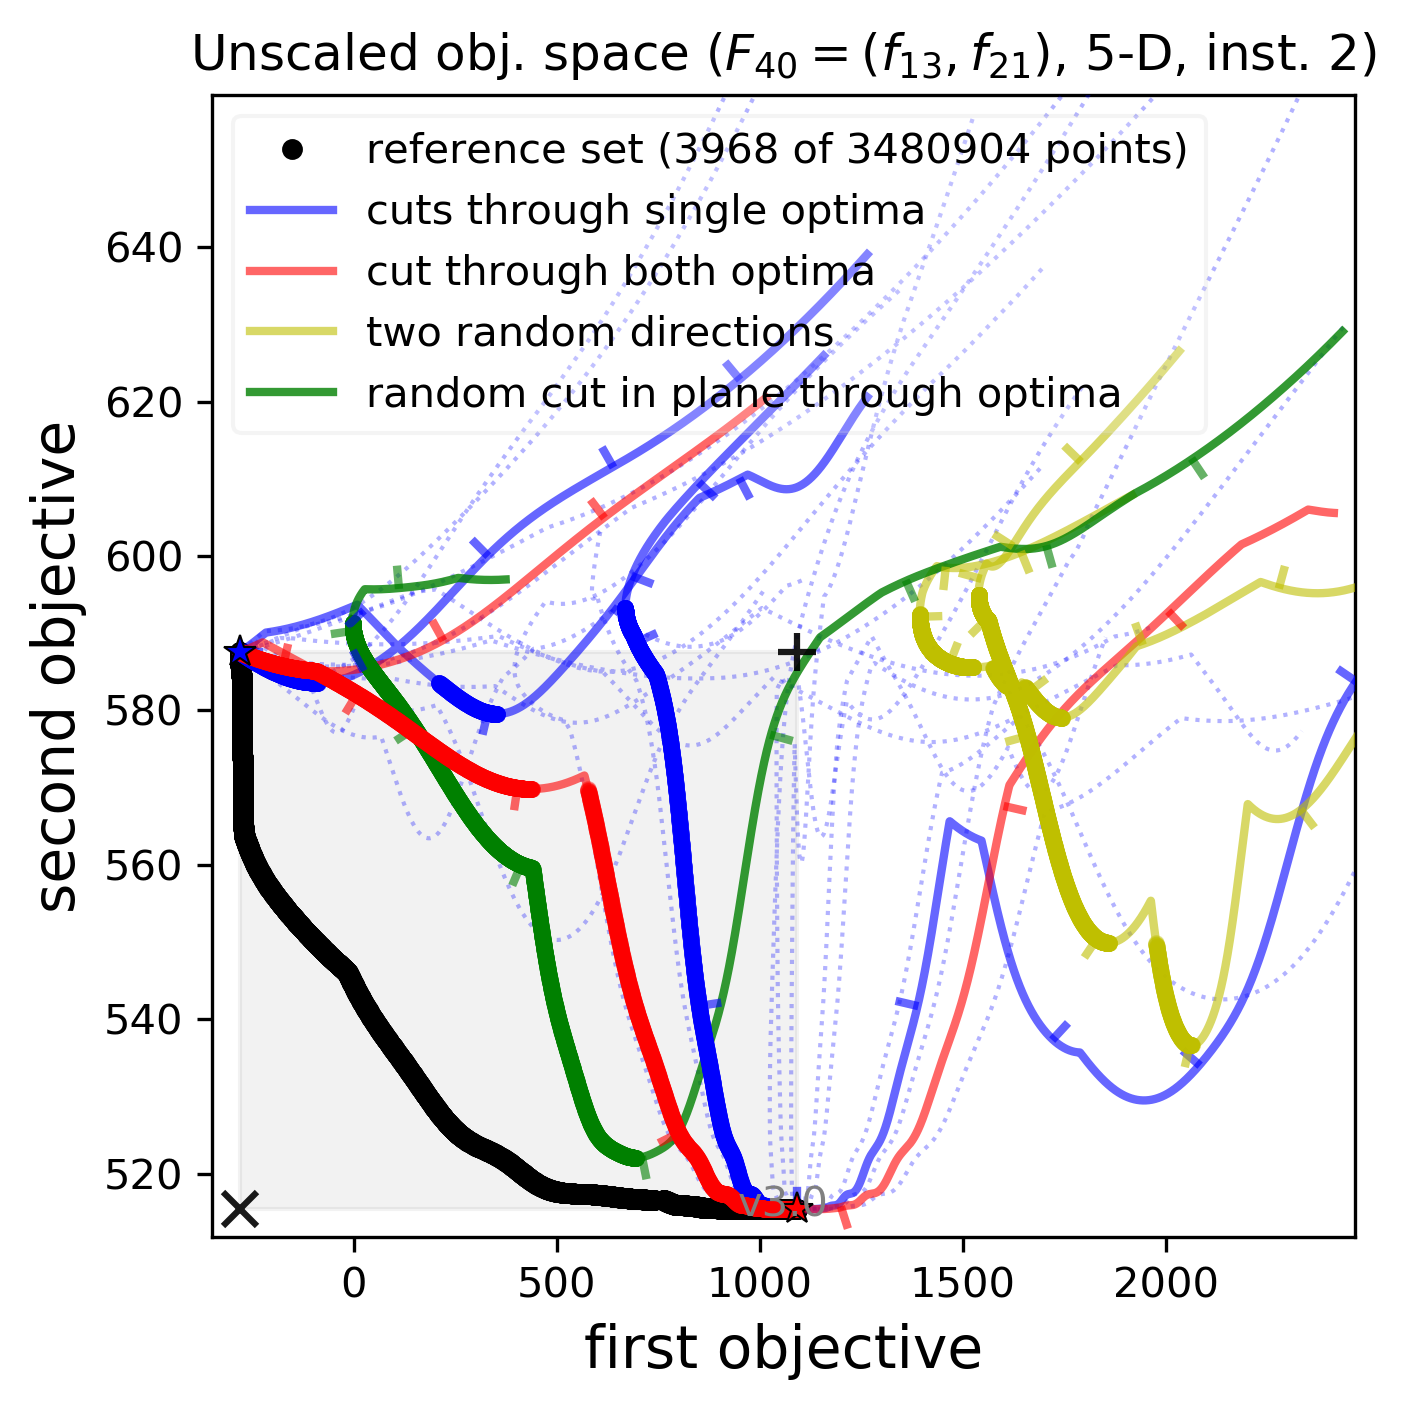 Unscaled obj. space (F₄₀ = (f₁₃, f₂₁), 5-D, inst. 2)
reference set (3968 of 3480904 points)
cuts through single optima
cut through both optima
two random directions
random cut in plane through optima
second objective
640
620
600
580
560
540
520
v3.0
0 500 1000 1500 2000
first objective